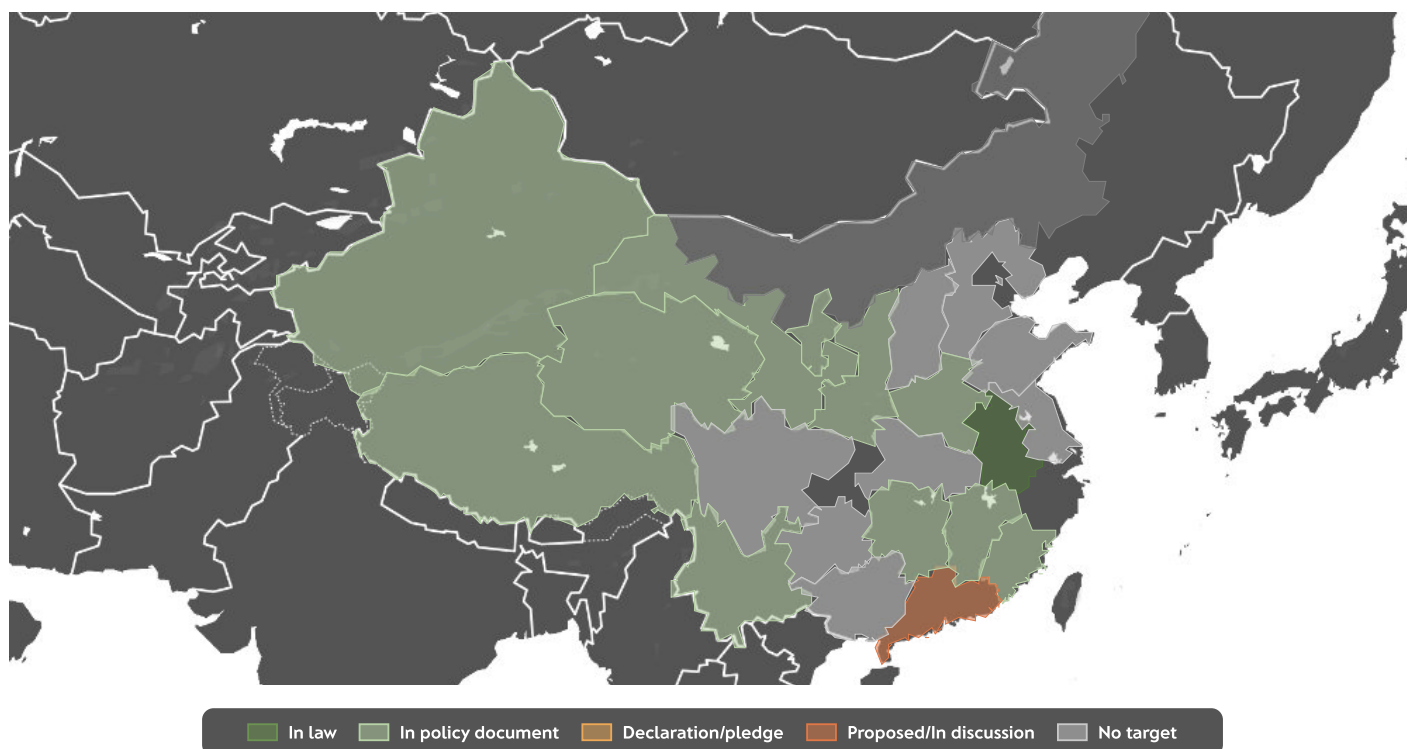 In law
In policy document
Declaration/pledge
Proposed/In discussion
No target